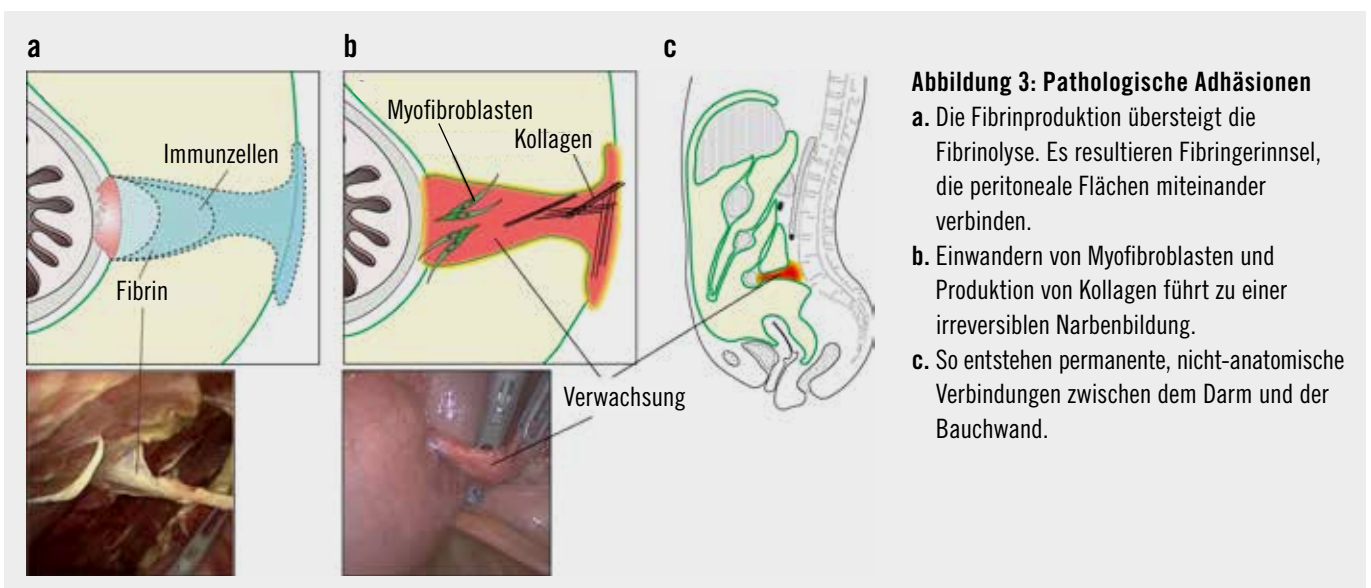 a
b
c
Immunzellen
Fibrin
Myofibroblasten
Kollagen
Verwachsung
Abbildung 3: Pathologische Adhäsionen
a. Die Fibrinproduktion übersteigt die
Fibrinolyse. Es resultieren Fibringerinnsel,
die peritoneale Flächen miteinander
verbinden.
b. Einwandern von Myofibroblasten und
Produktion von Kollagen führt zu einer
irreversiblen Narbenbildung.
c. So entstehen permanente, nicht-anatomische
Verbindungen zwischen dem Darm und der
Bauchwand.